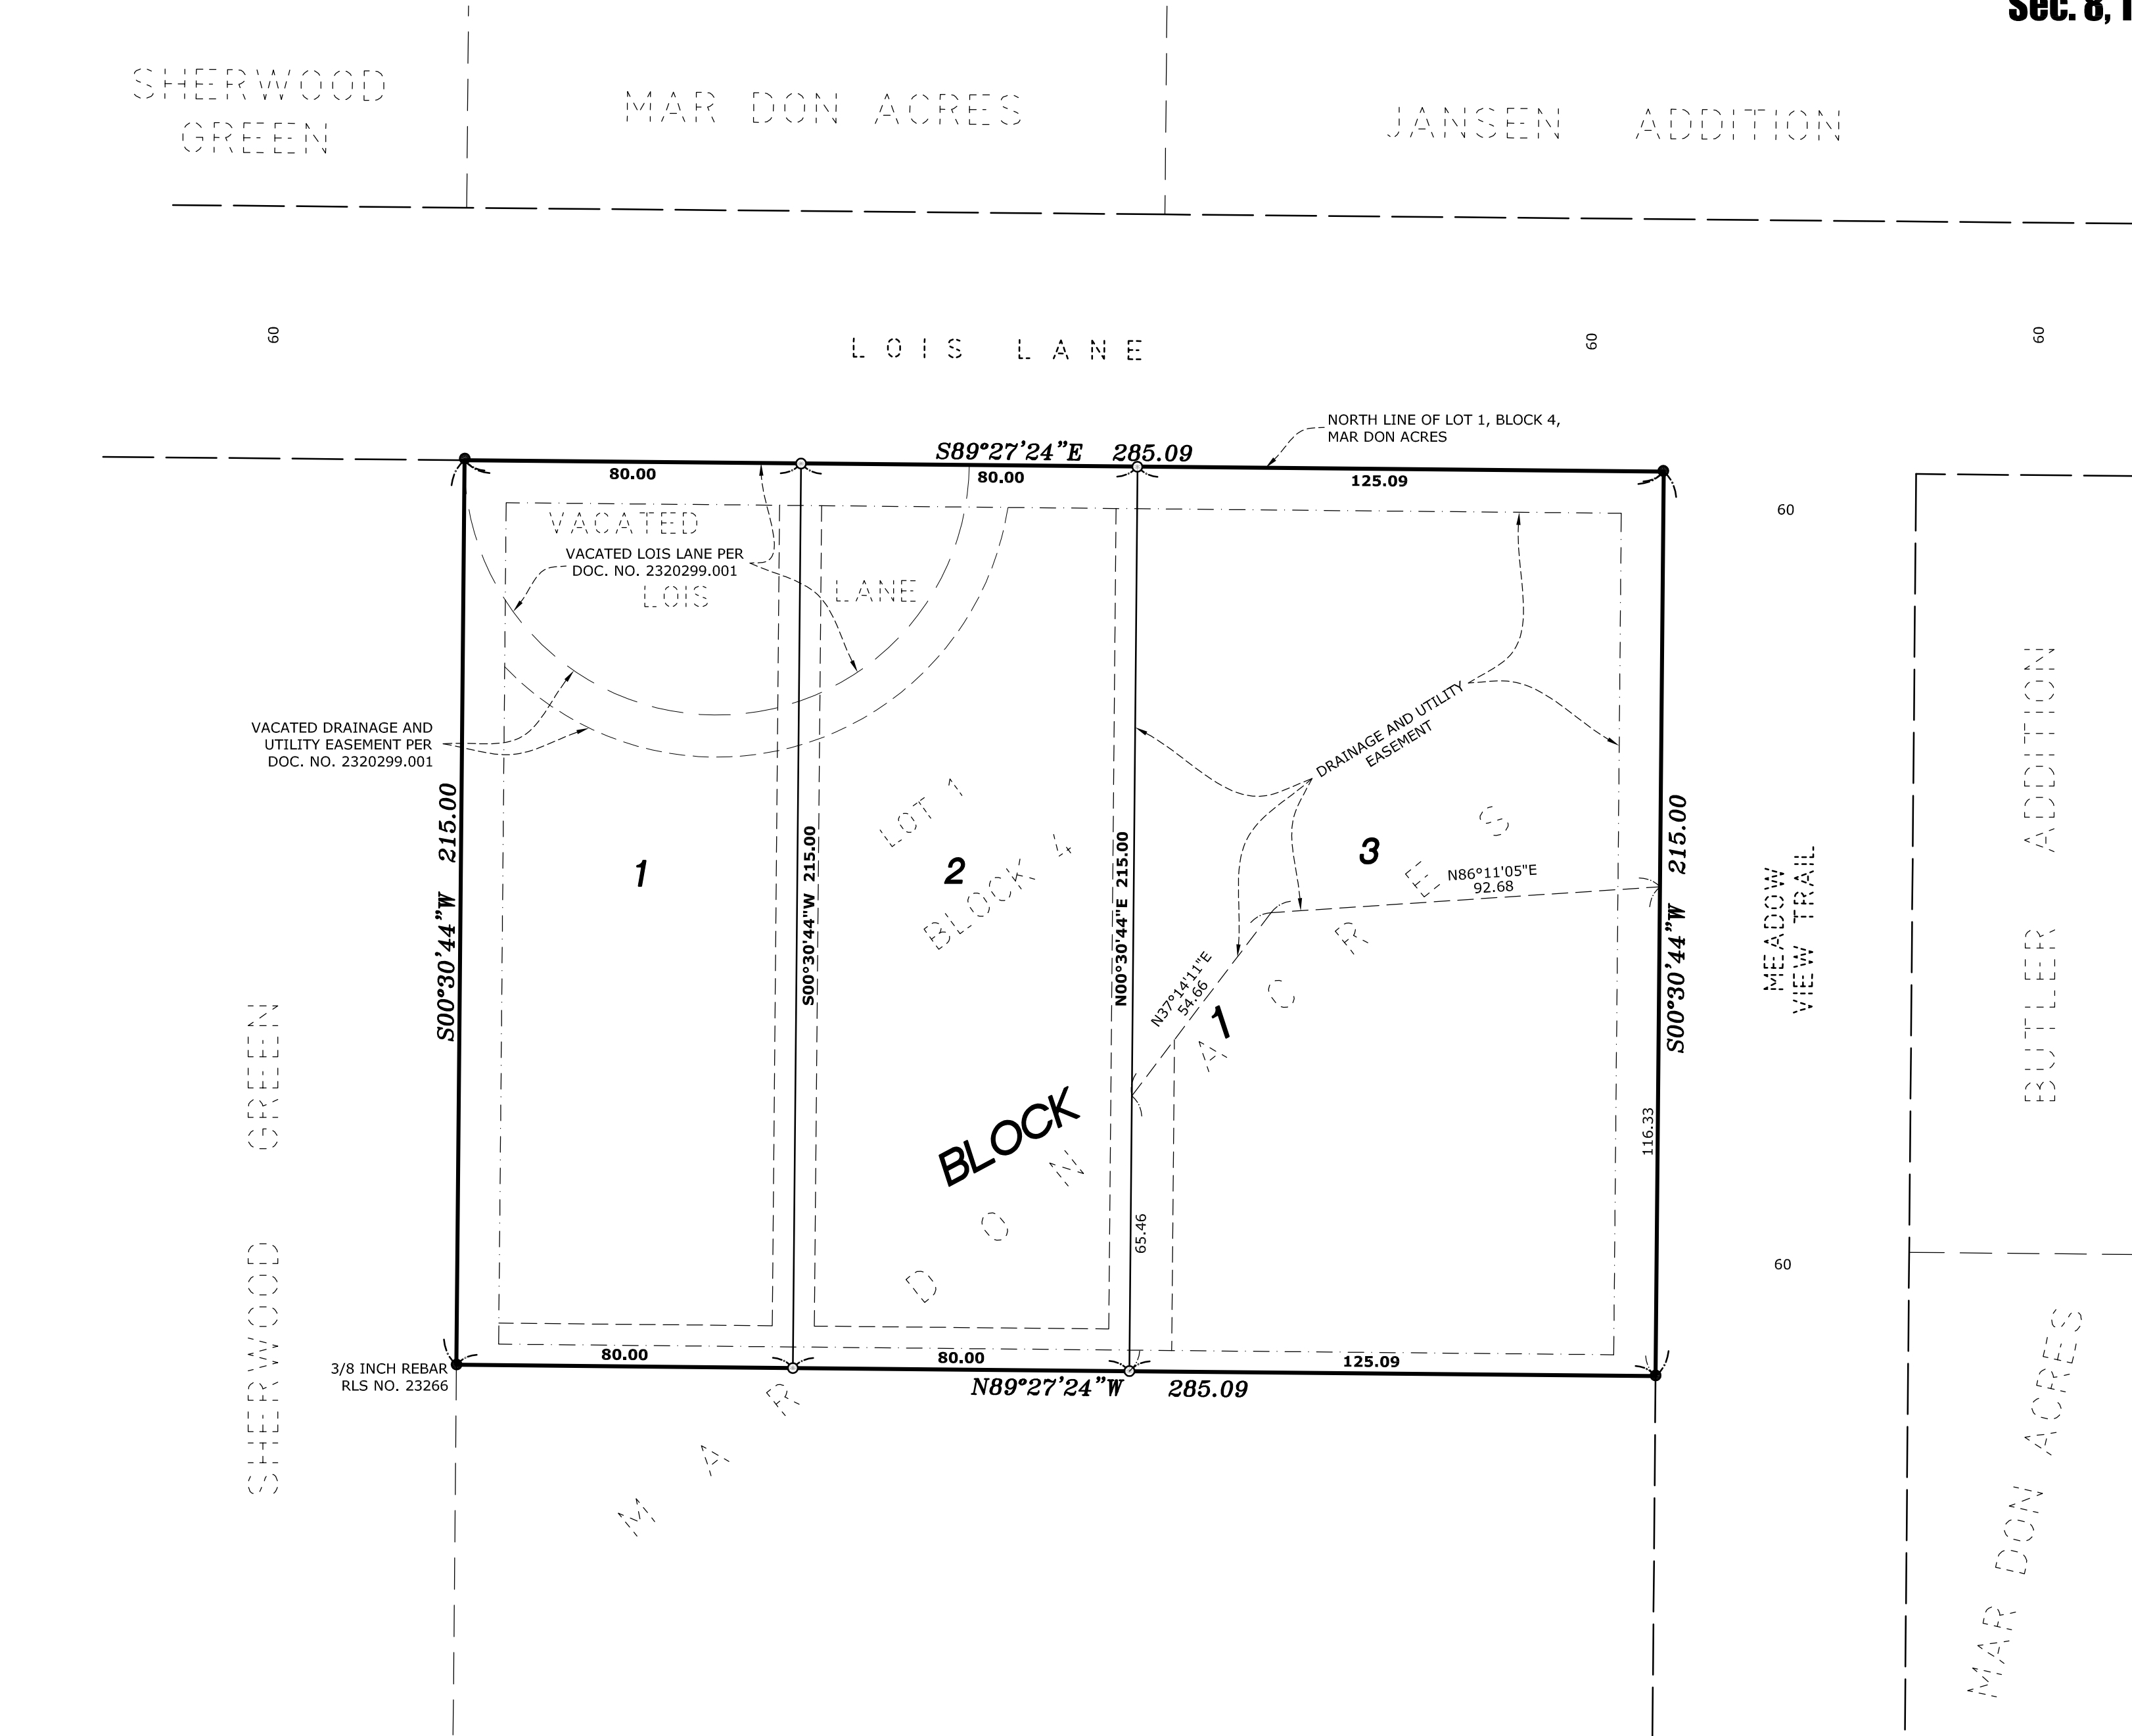 Sec. 8, T
SHERWOOD
GREEN
MAR DON ACRES
JANSEN ADDITION
60
LOIS LANE
60
60
NORTH LINE OF LOT 1, BLOCK 4,
MAR DON ACRES
S89°27'24"E 285.09
80.00
80.00
125.09
60
VACATED
VACATED LOIS LANE PER
DOC. NO. 2320299.001
LOIS LANE
VACATED DRAINAGE AND
UTILITY EASEMENT PER
DOC. NO. 2320299.001
DRAINAGE AND UTILITY
EASEMENT
LOT 1
BLOCK 4
1
2
3
S00°30'44"W 215.00
S00°30'44"W 215.00
N00°30'44"E 215.00
S00°30'44"W 215.00
N86°11'05"E
92.68
N37°14'11"E
54.66
BLOCK 1
65.46
116.33
MEADOW
VIEW TRAIL
BUTLER ADDITION
SHERWOOD GREEN
60
MAR DON ACRES
3/8 INCH REBAR
RLS NO. 23266
80.00
80.00
125.09
N89°27'24"W 285.09
MAR DON ACRES